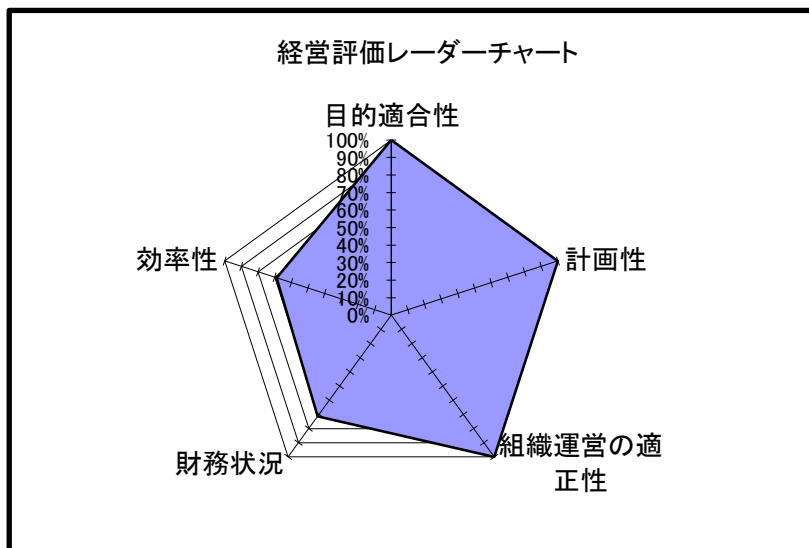 経営評価レーダーチャート
目的適合性
100%
90%
80%
70%
60%
50%
40%
30%
20%
10%
0%
効率性
計画性
財務状況
組織運営の適
正性